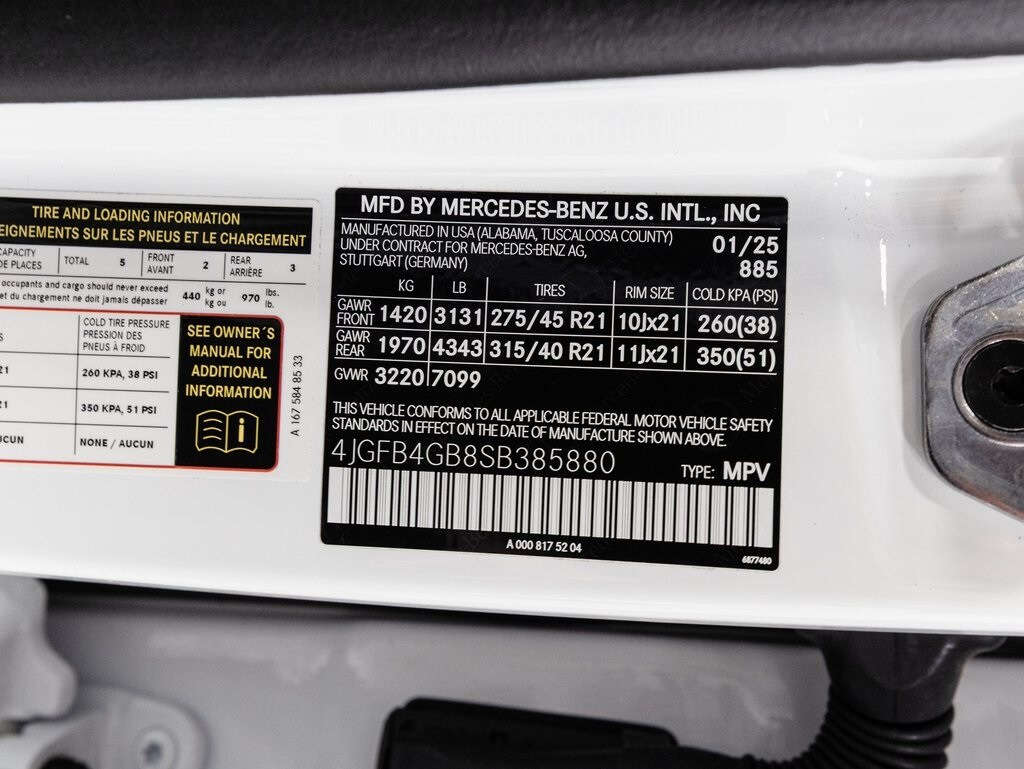 TIRE AND LOADING INFORMATION
EIGNEMENTS SUR LES PNEUS ET LE CHARGEMENT
CAPACITY
DE PLACES
TOTAL 5
FRONT
AVANT
2
REAR
ARRIÈRE
3
occupants and cargo should never exceed
et du chargement ne doit jamais dépasser
440 kg or
kg ou
970 lbs.
lb.
COLD TIRE PRESSURE
PRESSION DES
PNEUS À FROID
21
260 KPA, 38 PSI
21
350 KPA, 51 PSI
UCUN
NONE / AUCUN
SEE OWNER´S
MANUAL FOR
ADDITIONAL
INFORMATION
A 167 584 85 33
MFD BY MERCEDES-BENZ U.S. INTL., INC
MANUFACTURED IN USA (ALABAMA, TUSCALOOSA COUNTY)
UNDER CONTRACT FOR MERCEDES-BENZ AG,
STUTTGART (GERMANY)
01/25
885
KG LB TIRES RIM SIZE COLD KPA (PSI)
GAWR
FRONT
1420 3131 275/45 R21 10Jx21 260(38)
GAWR
REAR
1970 4343 315/40 R21 11Jx21 350(51)
GVWR 3220 7099
THIS VEHICLE CONFORMS TO ALL APPLICABLE FEDERAL MOTOR VEHICLE SAFETY
STANDARDS IN EFFECT ON THE DATE OF MANUFACTURE SHOWN ABOVE.
4JGFB4GB8SB385880 TYPE: MPV
A 000 817 52 04
6877480